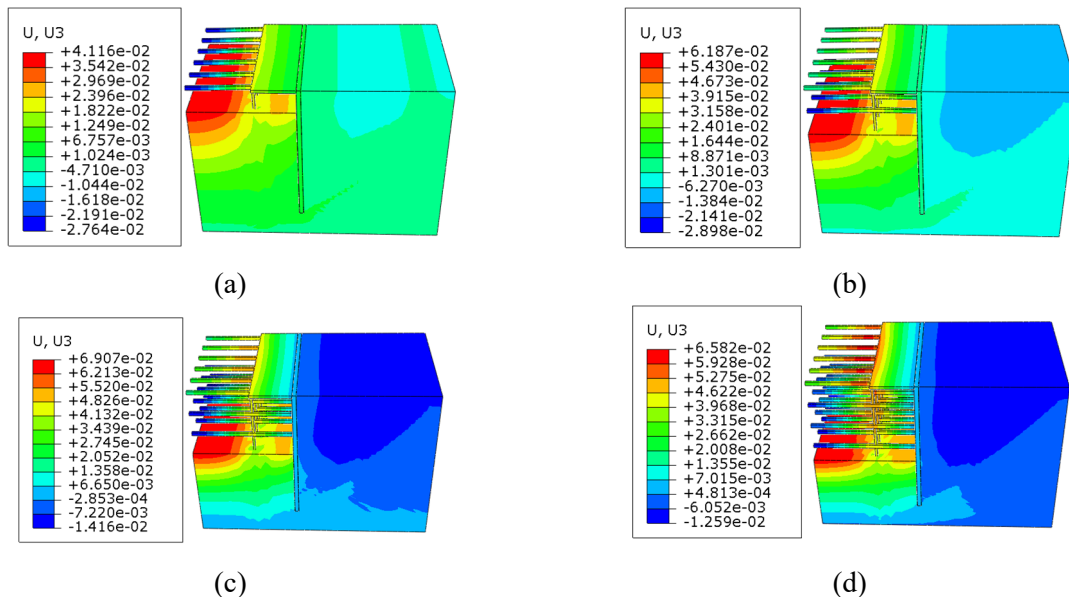 U, U3
+4.116e-02
+3.542e-02
+2.969e-02
+2.396e-02
+1.822e-02
+1.249e-02
+6.757e-03
+1.024e-03
-4.710e-03
-1.044e-02
-1.618e-02
-2.191e-02
-2.764e-02
(a)
U, U3
+6.187e-02
+5.430e-02
+4.673e-02
+3.915e-02
+3.158e-02
+2.401e-02
+1.644e-02
+8.871e-03
+1.301e-03
-6.270e-03
-1.384e-02
-2.141e-02
-2.898e-02
(b)
U, U3
+6.907e-02
+6.213e-02
+5.520e-02
+4.826e-02
+4.132e-02
+3.439e-02
+2.745e-02
+2.052e-02
+1.358e-02
+6.650e-03
-2.853e-04
-7.220e-03
-1.416e-02
(c)
U, U3
+6.582e-02
+5.928e-02
+5.275e-02
+4.622e-02
+3.968e-02
+3.315e-02
+2.662e-02
+2.008e-02
+1.355e-02
+7.015e-03
+4.813e-04
-6.052e-03
-1.259e-02
(d)